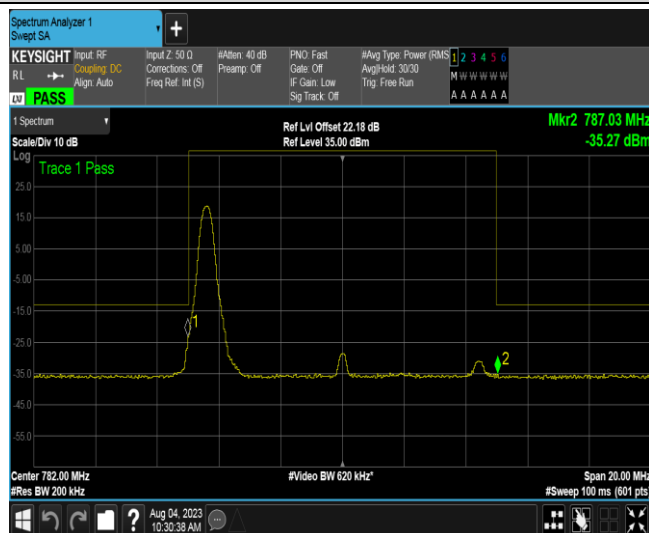 Spectrum Analyzer 1
Swept SA
+
KEYSIGHT
RL
LXI PASS
Input: RF
Coupling: DC
Align: Auto
Input Z: 50 Ω
Corrections: Off
Freq Ref: Int (S)
#Atten: 40 dB
Preamp: Off
PNO: Fast
Gate: Off
IF Gain: Low
Sig Track: Off
#Avg Type: Power (RMS
Avg|Hold: 30/30
Trig: Free Run
1 2 3 4 5 6
M W W W W W
A A A A A A
1 Spectrum
Scale/Div 10 dB
Log
Ref Lvl Offset 22.18 dB
Ref Level 35.00 dBm
Mkr2 787.03 MHz
-35.27 dBm
Trace 1 Pass
25.0
15.0
5.00
-5.00
-15.0
-25.0
-35.0
-45.0
-55.0
1
2
Center 782.00 MHz
#Res BW 200 kHz
#Video BW 620 kHz*
Span 20.00 MHz
#Sweep 100 ms (601 pts)
?
Aug 04, 2023
10:30:38 AM